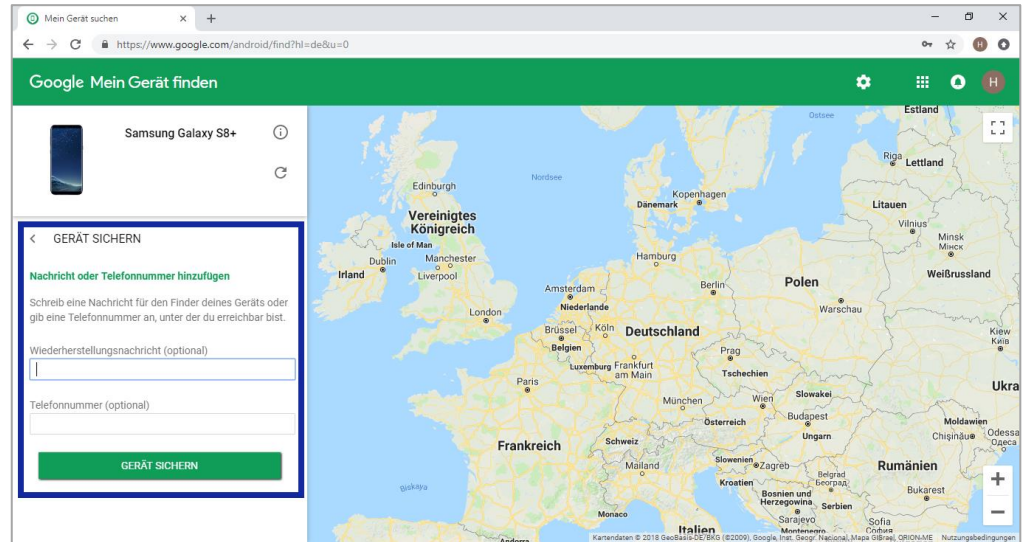 Mein Gerät suchen
https://www.google.com/android/find?hl=de&u=0
H
Google Mein Gerät finden
H
Samsung Galaxy S8+
GERÄT SICHERN
Nachricht oder Telefonnummer hinzufügen
Schreib eine Nachricht für den Finder deines Geräts oder
gib eine Telefonnummer an, unter der du erreichbar bist.
Wiederherstellungsnachricht (optional)
Telefonnummer (optional)
GERÄT SICHERN
Ostsee
Estland
Riga
Lettland
Edinburgh
Nordsee
Kopenhagen
Dänemark
Litauen
Vereinigtes
Königreich
Vilnius
Isle of Man
Minsk
Мінск
Dublin
Manchester
Hamburg
Irland
Liverpool
Weißrussland
Amsterdam
Berlin
Polen
Niederlande
Warschau
London
Brüssel
Köln
Deutschland
Kiew
Київ
Belgien
Prag
Luxemburg
Frankfurt
am Main
Tschechien
Paris
Ukra
München
Wien
Slowakei
Österreich
Budapest
Moldawien
Ungarn
Chișinău
Odessa
Одеса
Frankreich
Schweiz
Mailand
Slowenien
Zagreb
Rumänien
Kroatien
Belgrad
Београд
Biskaya
Bosnien und
Herzegowina
Serbien
Bukarest
Monaco
Sarajevo
Sofia
София
Italien
Montenegro
Andorra
Kartendaten © 2018 GeoBasis-DE/BKG (©2009), Google, Inst. Geogr. Nacional, Mapa GISrael, ORION-ME
Nutzungsbedingungen